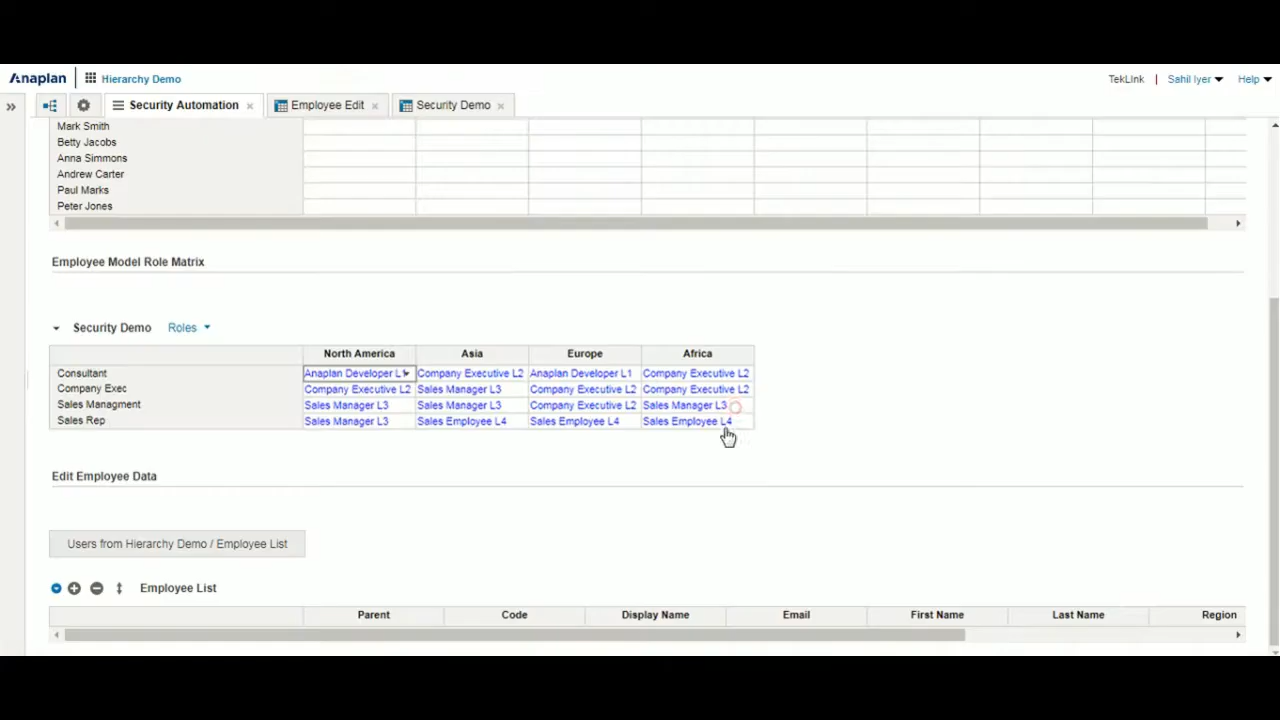 Anaplan Hierarchy Demo TekLink | Sahil Iyer Help
Security Automation × Employee Edit × Security Demo ×
Mark Smith
Betty Jacobs
Anna Simmons
Andrew Carter
Paul Marks
Peter Jones
Employee Model Role Matrix
Security Demo Roles
North America Asia Europe Africa
Consultant Anaplan Developer L1 Company Executive L2 Anaplan Developer L1 Company Executive L2
Company Exec Company Executive L2 Sales Manager L3 Company Executive L2 Company Executive L2
Sales Managment Sales Manager L3 Sales Manager L3 Company Executive L2 Sales Manager L3
Sales Rep Sales Manager L3 Sales Employee L4 Sales Employee L4 Sales Employee L4
Edit Employee Data
Users from Hierarchy Demo / Employee List
Employee List
Parent Code Display Name Email First Name Last Name Region